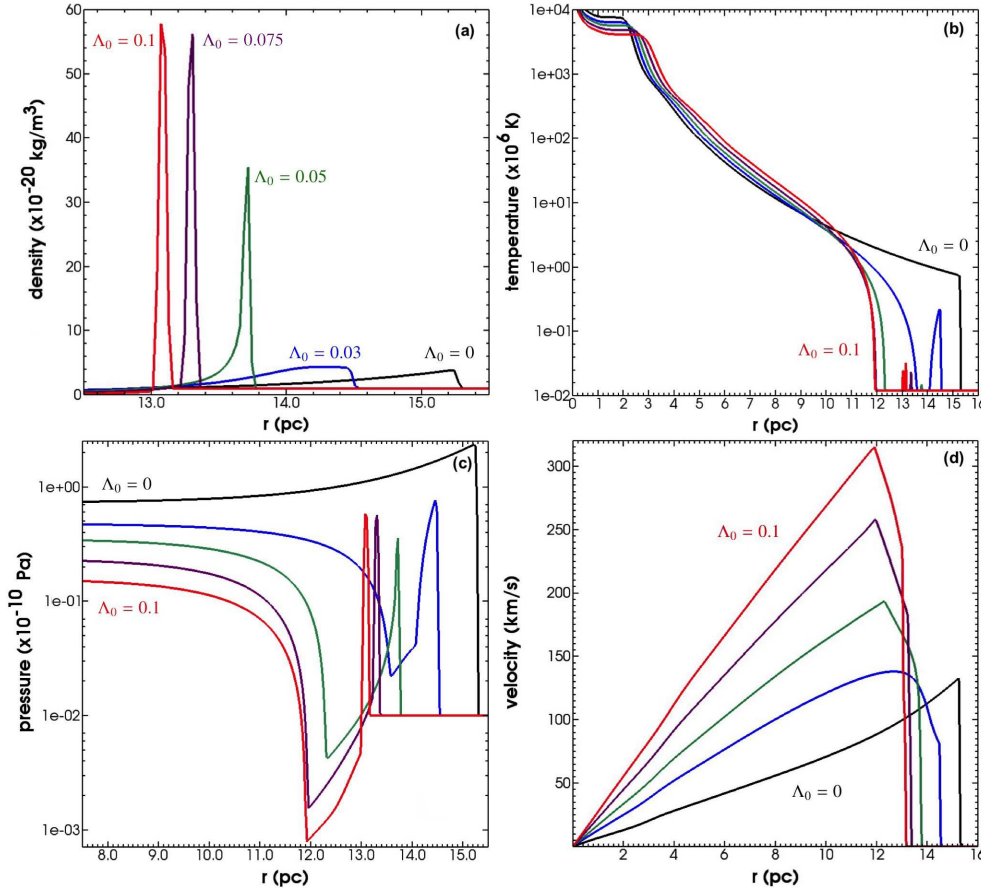 (a)
density (x10⁻²⁰ kg/m³)
60
50
40
30
20
10
0
Λ₀ = 0.1
Λ₀ = 0.075
Λ₀ = 0.05
Λ₀ = 0.03
Λ₀ = 0
13.0
14.0
15.0
r (pc)
(b)
temperature (x10⁶ K)
1e+04
1e+03
1e+02
1e+01
1e+00
1e-01
1e-02
Λ₀ = 0
Λ₀ = 0.1
0 1 2 3 4 5 6 7 8 9 10 11 12 13 14 15 16
r (pc)
(c)
pressure (x10⁻¹⁰ Pa)
1e+00
1e-01
1e-02
1e-03
Λ₀ = 0
Λ₀ = 0.1
8.0 9.0 10.0 11.0 12.0 13.0 14.0 15.0
r (pc)
(d)
velocity (km/s)
300
250
200
150
100
50
Λ₀ = 0.1
Λ₀ = 0
2 4 6 8 10 12 14 16
r (pc)